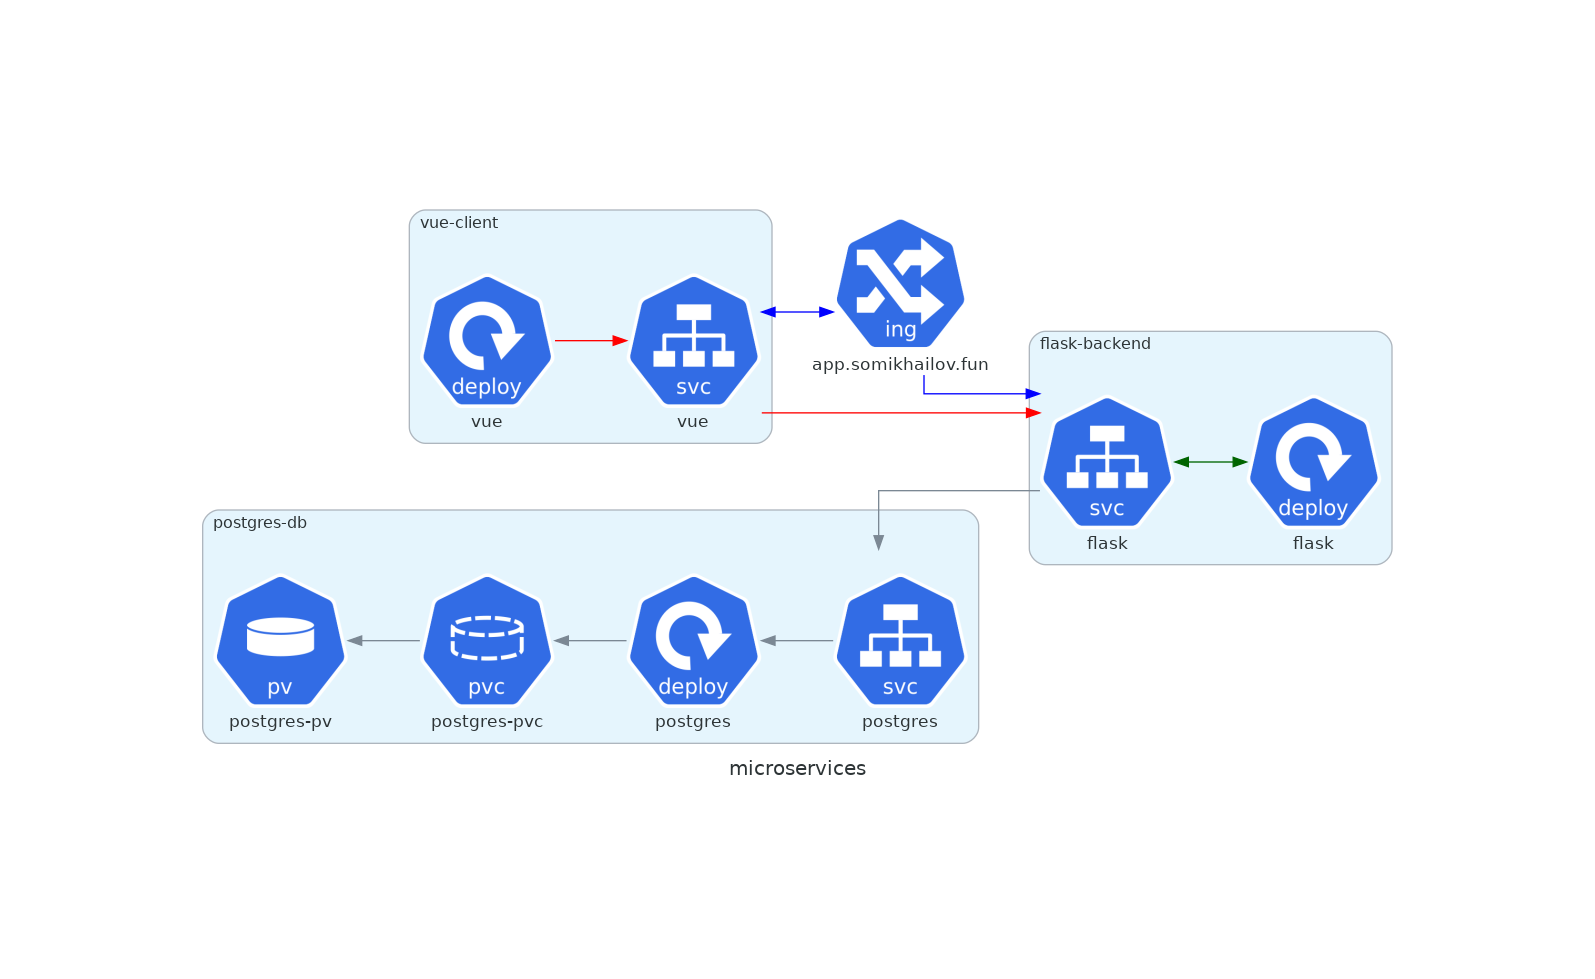 vue-client
deploy
vue
svc
vue
ing
app.somikhailov.fun
flask-backend
svc
flask
deploy
flask
postgres-db
pv
postgres-pv
pvc
postgres-pvc
deploy
postgres
svc
postgres
microservices